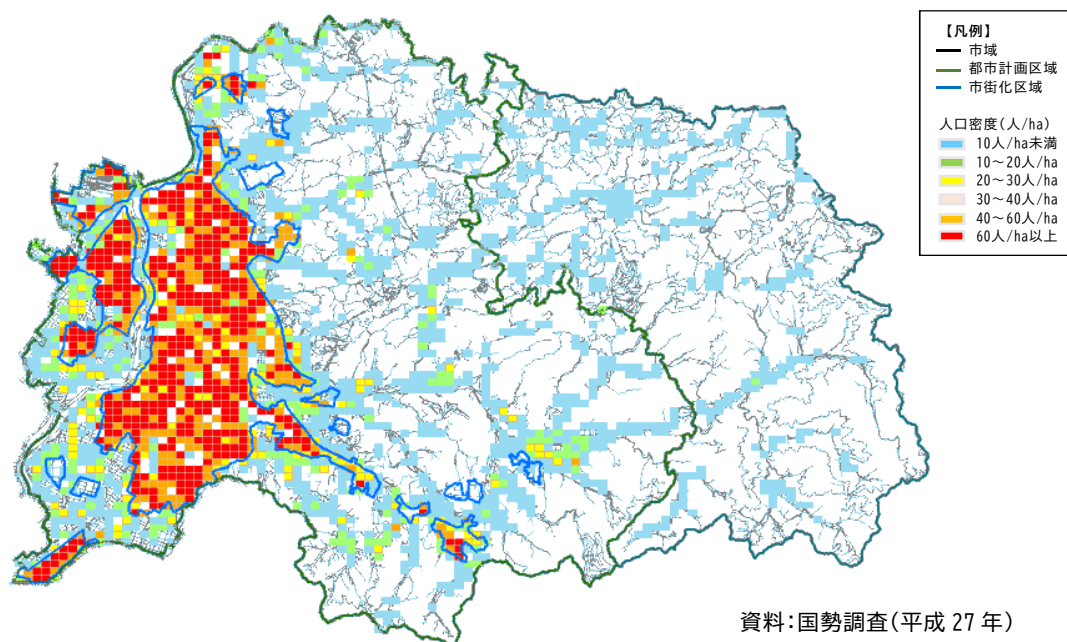 【凡例】
市域
都市計画区域
市街化区域
人口密度(人/ha)
10人/ha未満
10~20人/ha
20~30人/ha
30~40人/ha
40~60人/ha
60人/ha以上
資料:国勢調査(平成 27 年)